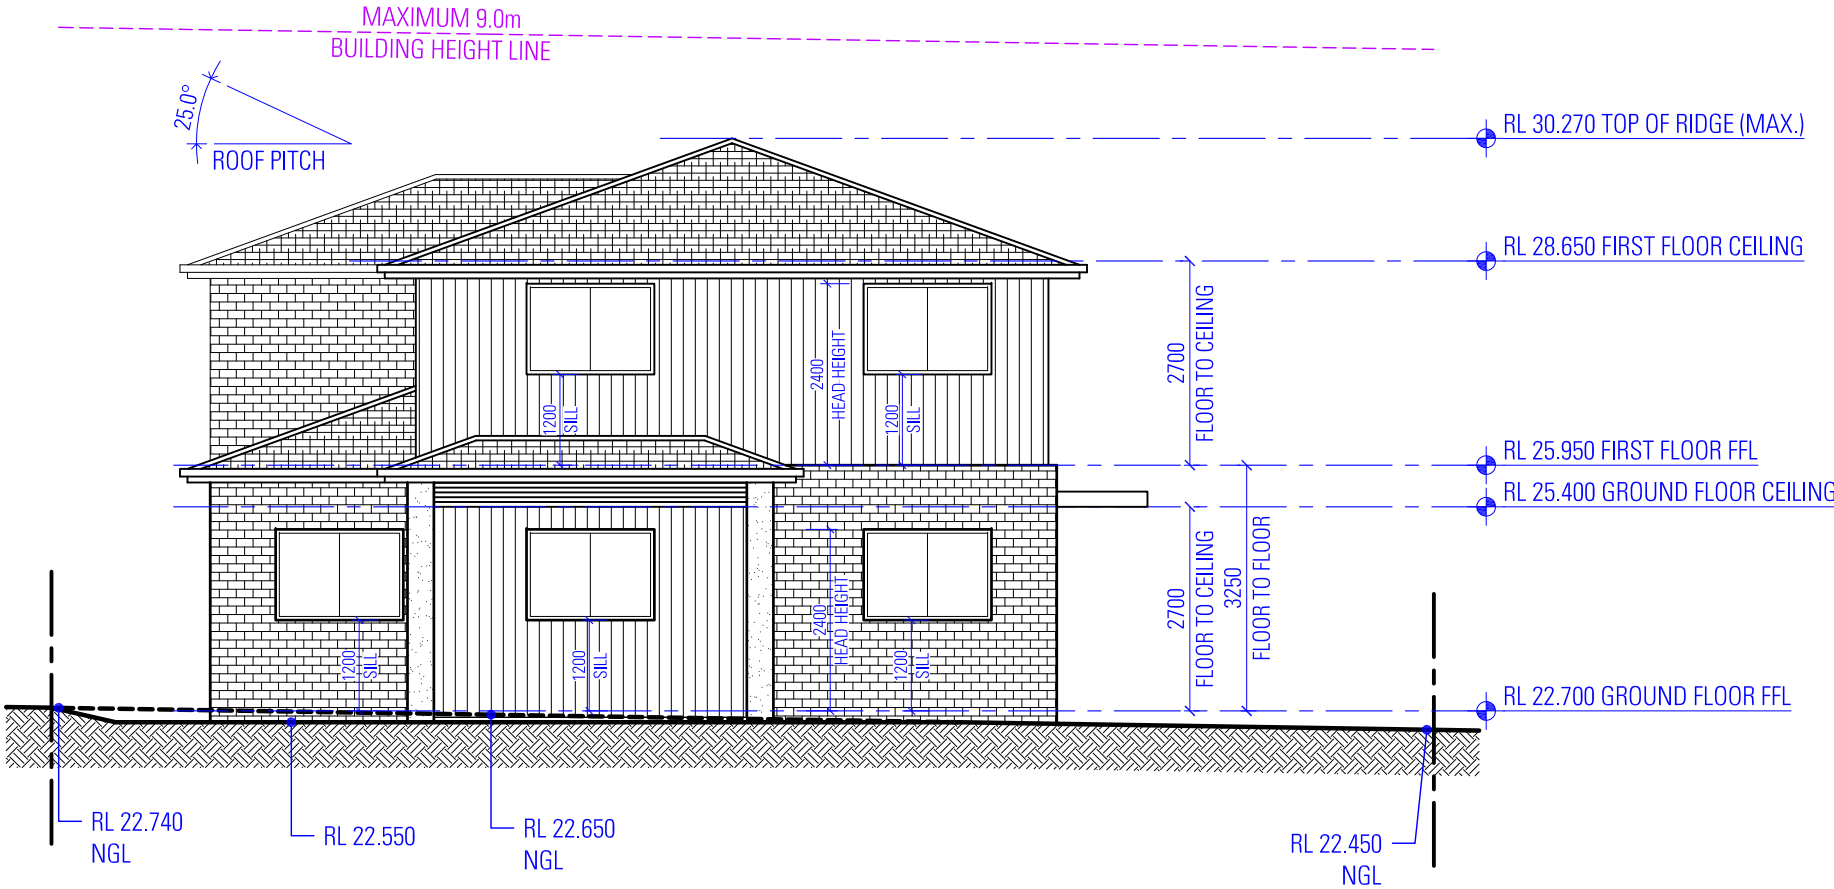 MAXIMUM 9.0m
BUILDING HEIGHT LINE
25.0°
ROOF PITCH
RL 30.270 TOP OF RIDGE (MAX.)
RL 28.650 FIRST FLOOR CEILING
2700
FLOOR TO CEILING
2400
HEAD HEIGHT
1200
SILL
1200
SILL
RL 25.950 FIRST FLOOR FFL
RL 25.400 GROUND FLOOR CEILING
2700
FLOOR TO CEILING
3250
FLOOR TO FLOOR
2400
HEAD HEIGHT
1200
SILL
1200
SILL
1200
SILL
RL 22.700 GROUND FLOOR FFL
RL 22.740
NGL
RL 22.550
RL 22.650
NGL
RL 22.450
NGL